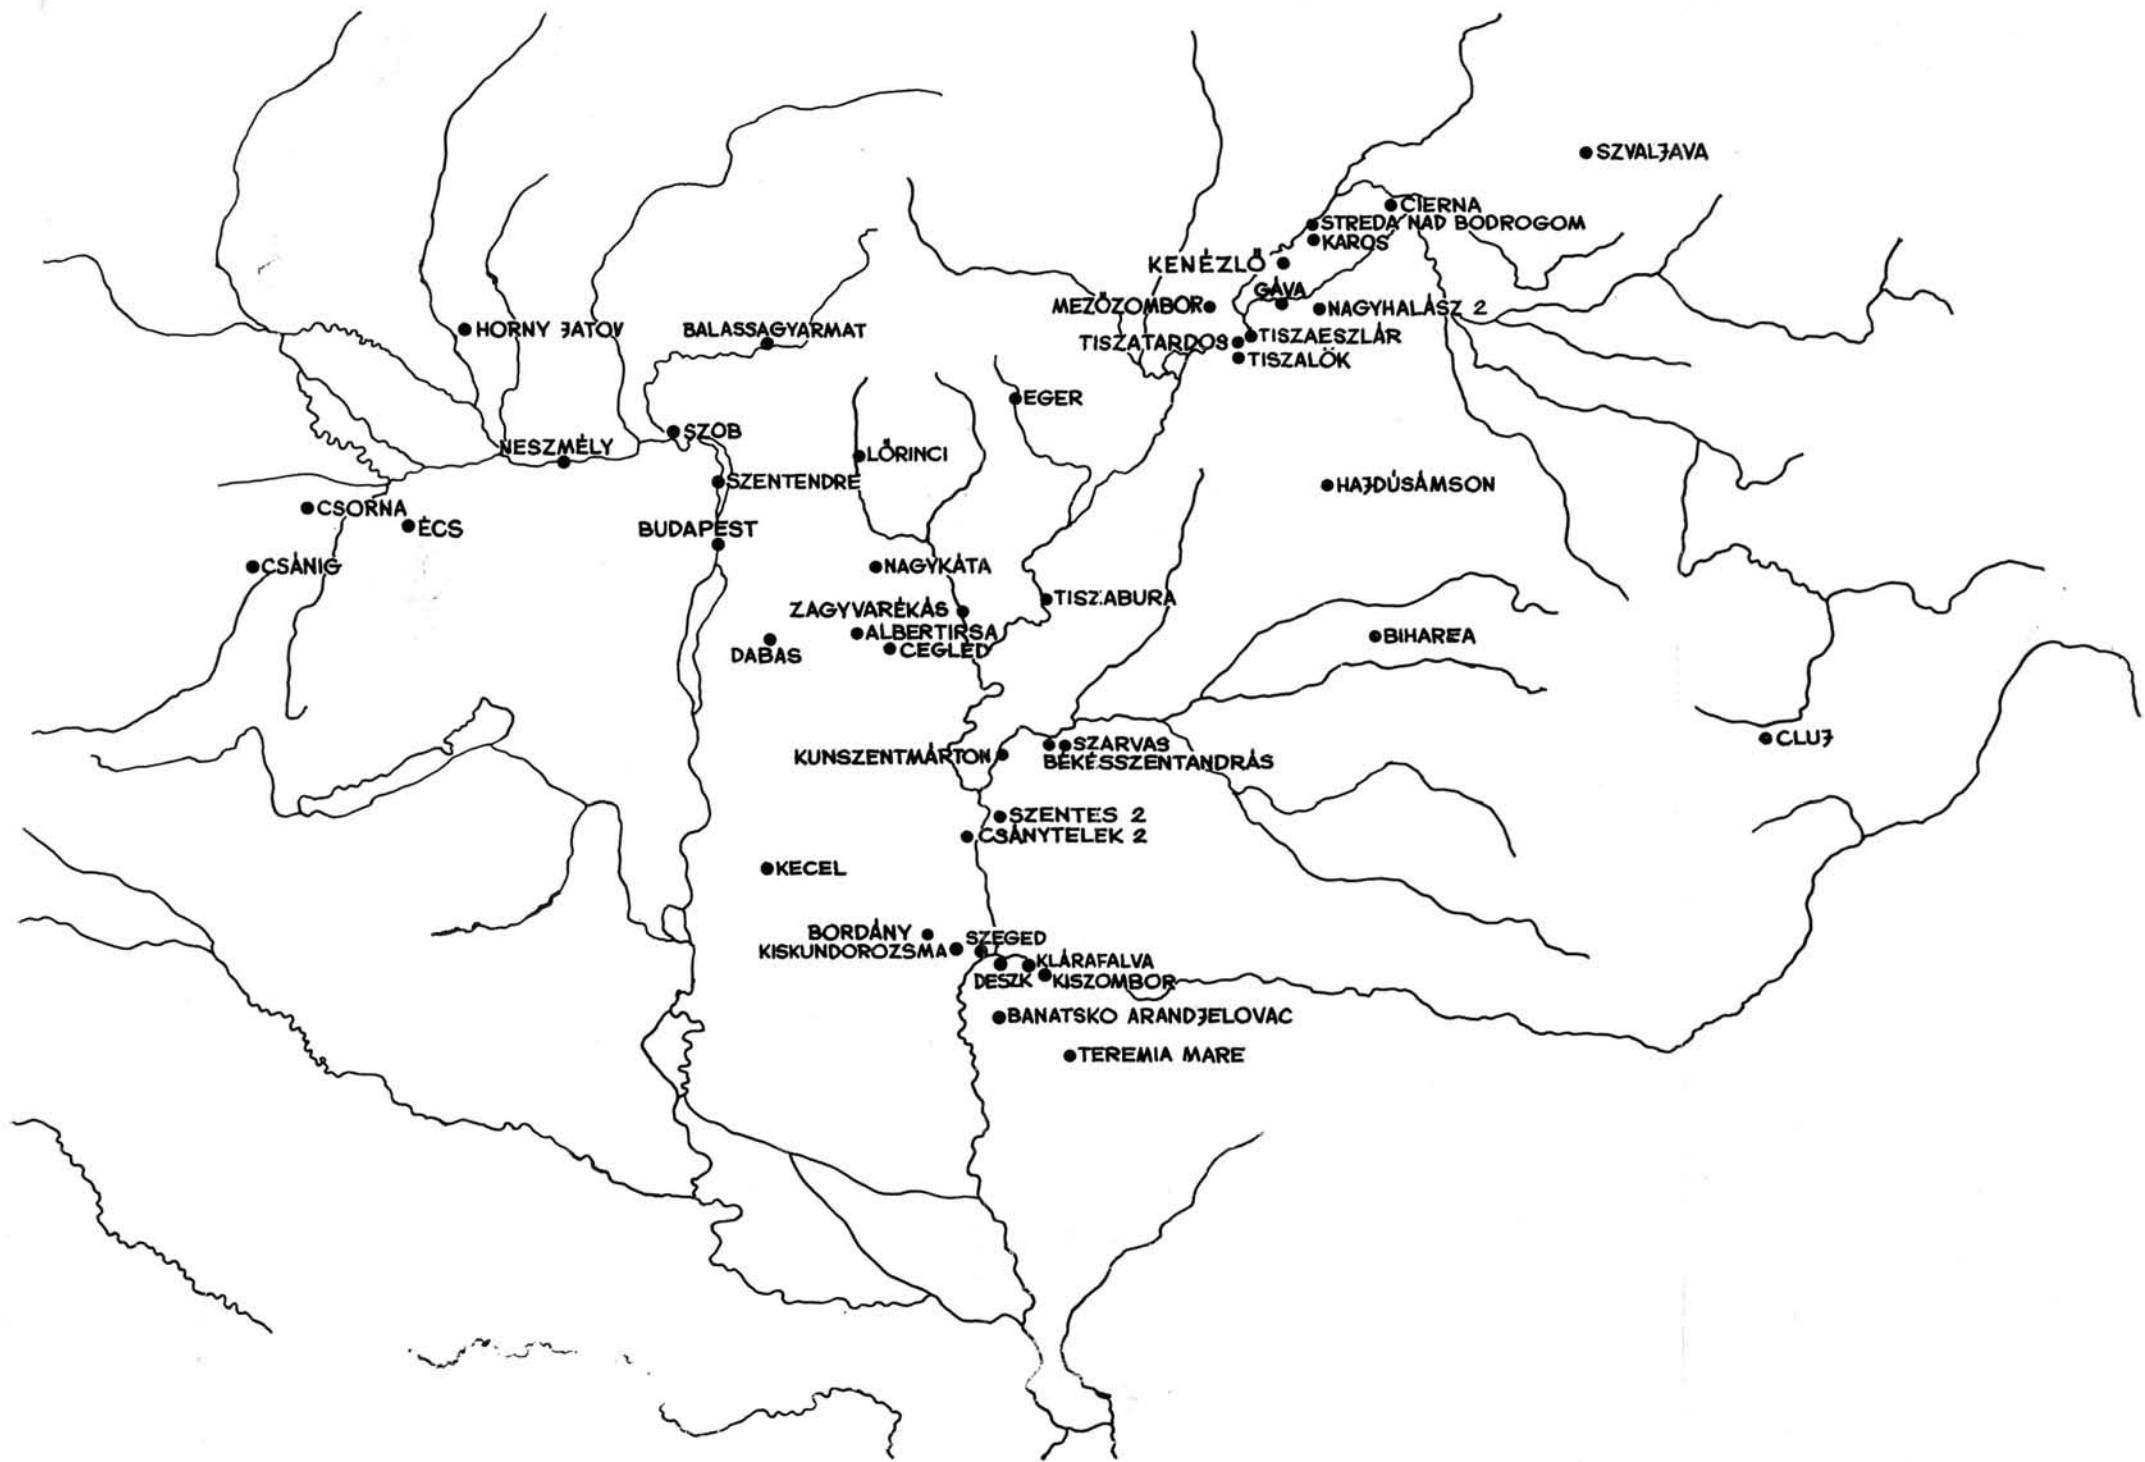 SZVALJAVA
CIERNA
STREDA NAD BODROGOM
KAROS
KENÉZLŐ
GÁVA
MEZŐZOMBOR
NAGYHALÁSZ 2
HORNY JATOV
BALASSAGYARMAT
TISZATARDOS
TISZAESZLÁR
TISZALÖK
EGER
SZOB
NESZMÉLY
LŐRINCI
SZENTENDRE
HAJDÚSÁMSON
CSORNA
ÉCS
BUDAPEST
CSÁNIG
NAGYKÁTA
TISZABURA
ZAGYVARÉKÁS
ALBERTIRSA
CEGLÉD
DABAS
BIHAREA
CLUJ
SZARVAS
KUNSZENTMÁRTON
BÉKÉSSZENTANDRÁS
SZENTES 2
CSÁNYTELEK 2
KECEL
BORDÁNY
SZEGED
KISKUNDOROZSMA
KLÁRAFALVA
DESZK
KISZOMBOR
BANATSKO ARANDJELOVAC
TEREMIA MARE